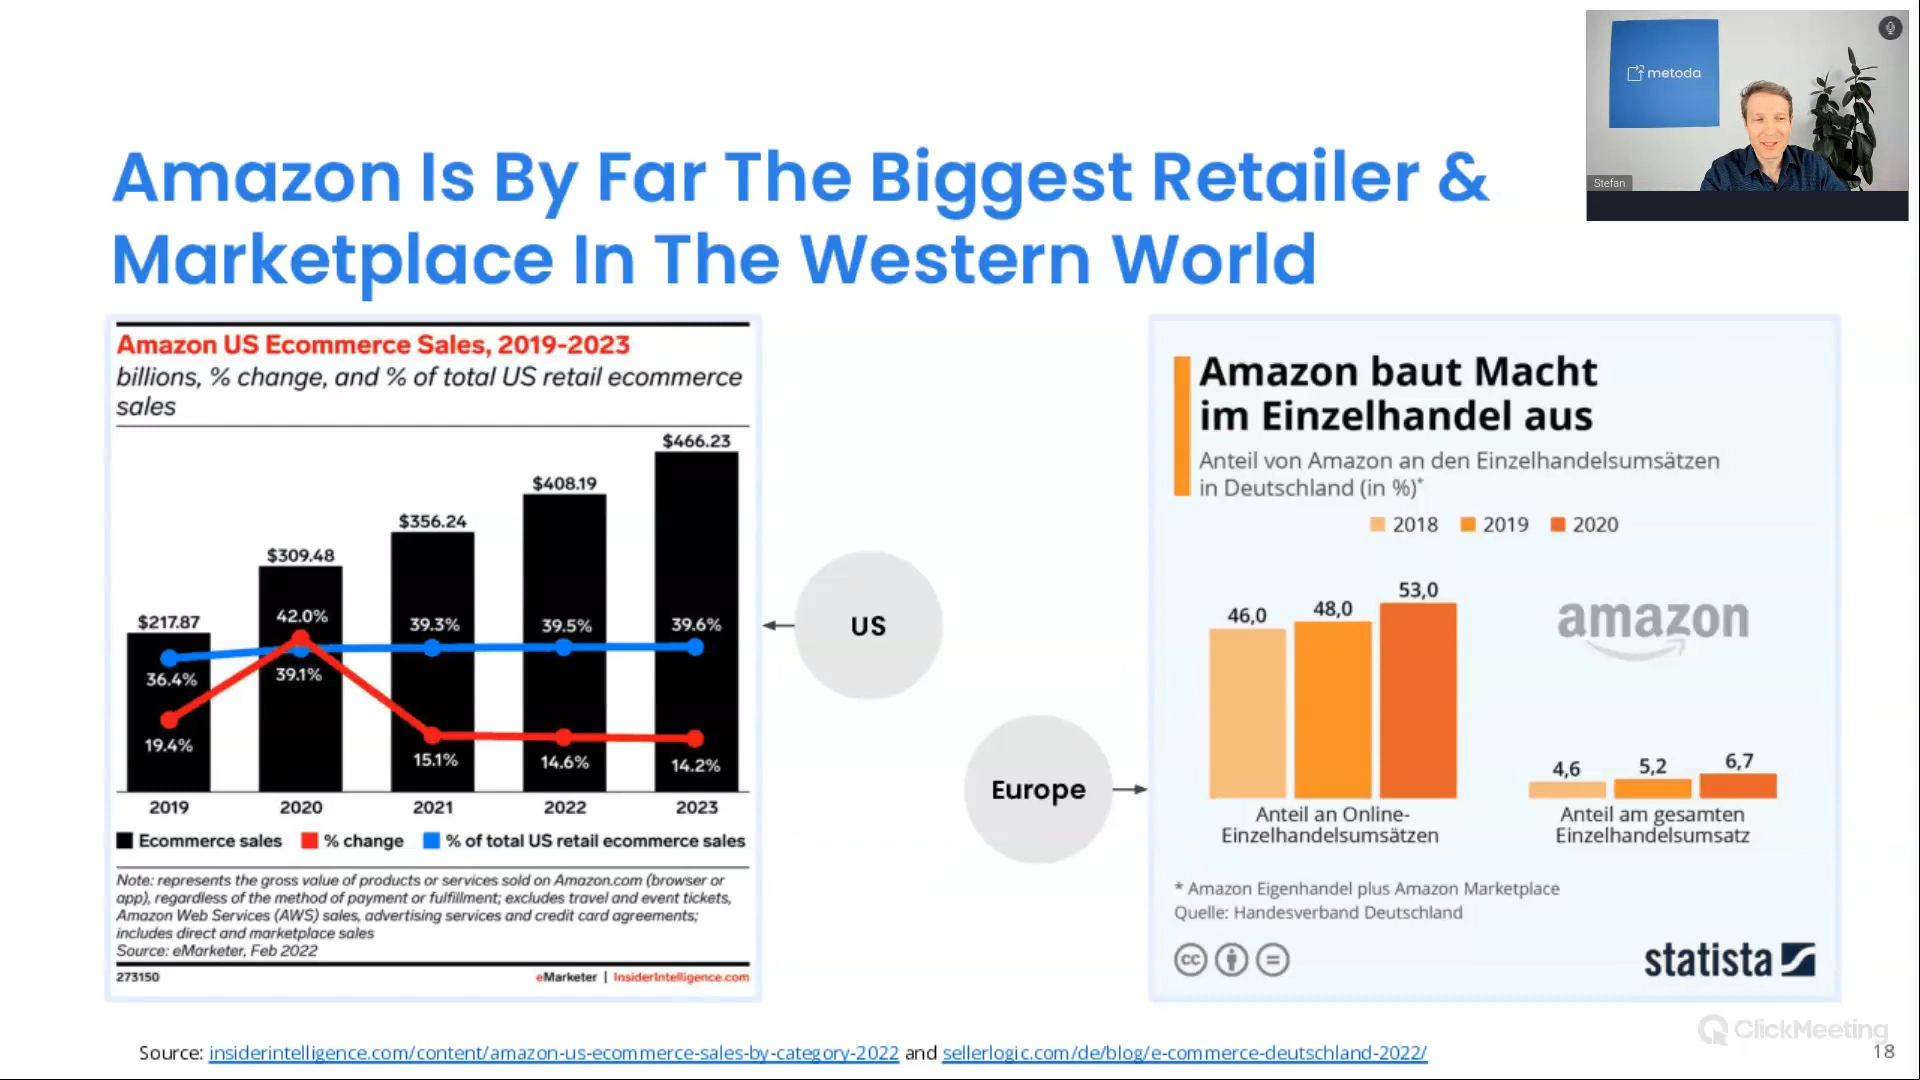 metoda
Stefan
Amazon Is By Far The Biggest Retailer &
Marketplace In The Western World
Amazon US Ecommerce Sales, 2019-2023
billions, % change, and % of total US retail ecommerce
sales
$466.23
$408.19
$356.24
$309.48
$217.87
42.0%
39.3%
39.5%
39.6%
36.4%
39.1%
19.4%
15.1%
14.6%
14.2%
2019 2020 2021 2022 2023
Ecommerce sales % change % of total US retail ecommerce sales
Note: represents the gross value of products or services sold on Amazon.com (browser or
app), regardless of the method of payment or fulfillment; excludes travel and event tickets,
Amazon Web Services (AWS) sales, advertising services and credit card agreements;
includes direct and marketplace sales
Source: eMarketer, Feb 2022
273150 eMarketer | InsiderIntelligence.com
US
Europe
Amazon baut Macht
im Einzelhandel aus
Anteil von Amazon an den Einzelhandelsumsätzen
in Deutschland (in %)*
2018 2019 2020
46,0 48,0 53,0
amazon
4,6 5,2 6,7
Anteil an Online-
Einzelhandelsumsätzen
Anteil am gesamten
Einzelhandelsumsatz
* Amazon Eigenhandel plus Amazon Marketplace
Quelle: Handesverband Deutschland
cc
statista
ClickMeeting
Source: insiderintelligence.com/content/amazon-us-ecommerce-sales-by-category-2022 and sellerlogic.com/de/blog/e-commerce-deutschland-2022/
18